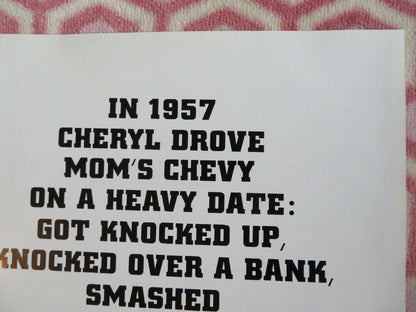 IN 1957
CHERYL DROVE
MOM'S CHEVY
ON A HEAVY DATE:
GOT KNOCKED UP,
KNOCKED OVER A BANK,
SMASHED